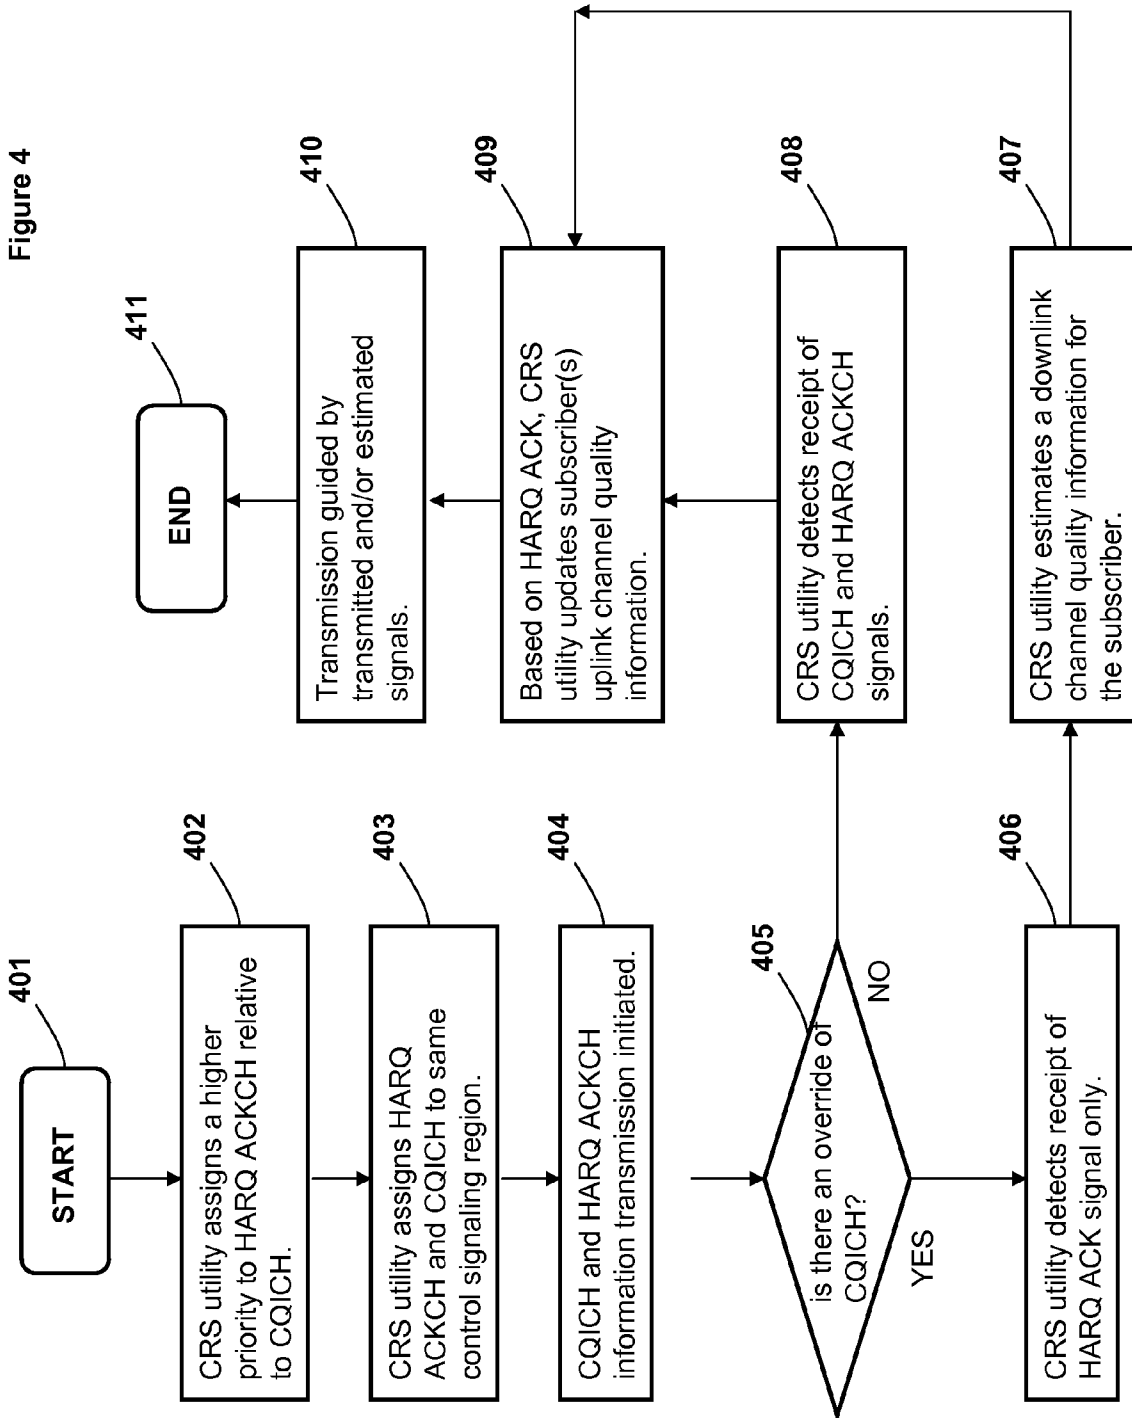 Figure 4
START
401
CRS utility assigns a higher
priority to HARQ ACKCH relative
to CQICH.
402
CRS utility assigns HARQ
ACKCH and CQICH to same
control signaling region.
403
CQICH and HARQ ACKCH
information transmission initiated.
404
is there an override of
CQICH?
405
YES
NO
CRS utility detects receipt of
HARQ ACK signal only.
406
CRS utility estimates a downlink
channel quality information for
the subscriber.
407
CRS utility detects receipt of
CQICH and HARQ ACKCH
signals.
408
Based on HARQ ACK, CRS
utility updates subscriber(s)
uplink channel quality
information.
409
Transmission guided by
transmitted and/or estimated
signals.
410
END
411